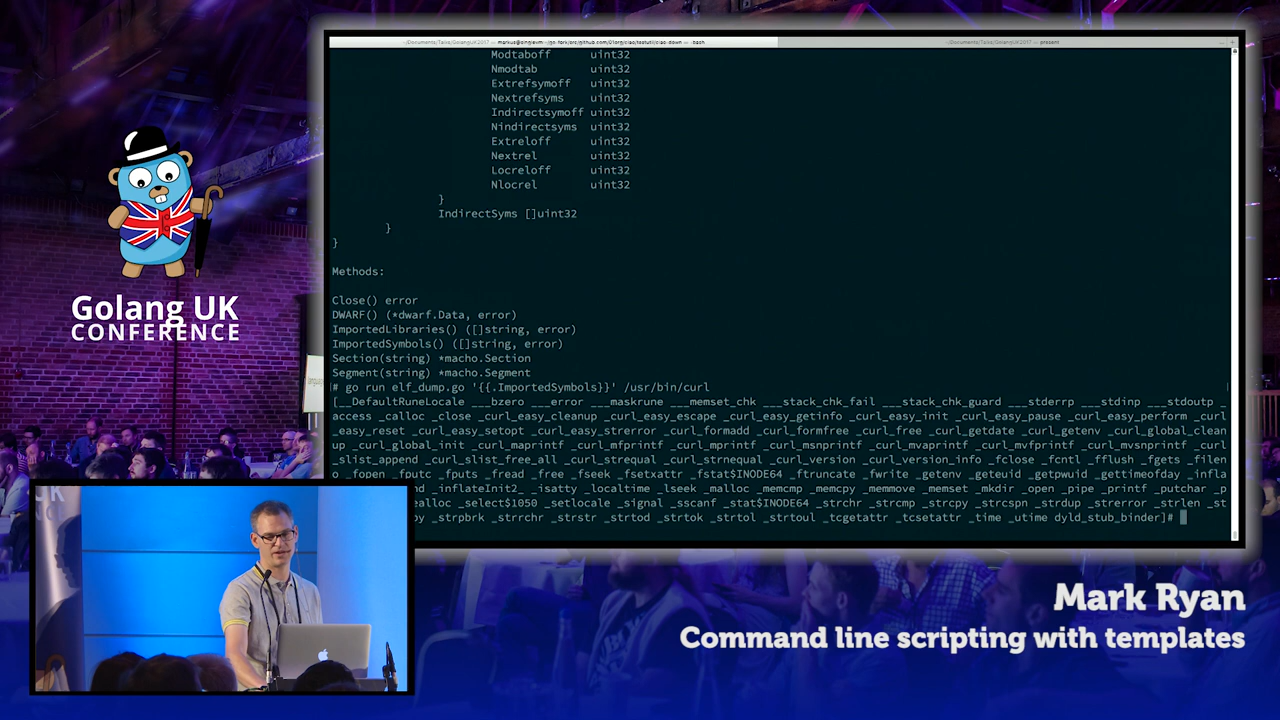 ~/Documents/Talks/GolangUK 2017
present
Modtaboff uint32
Nmodtab uint32
Extrefsymoff uint32
Nextrefsyms uint32
Indirectsymoff uint32
Nindirectsyms uint32
Extreloff uint32
Nextrel uint32
Locreloff uint32
Nlocrel uint32
}
IndirectSyms []uint32
}
}
Methods:
Close() error
DWARF() (*dwarf.Data, error)
ImportedLibraries() ([]string, error)
ImportedSymbols() ([]string, error)
Section(string) *macho.Section
Segment(string) *macho.Segment
# go run elf_dump.go '{{.ImportedSymbols}}' /usr/bin/curl
[__DefaultRuneLocale ___bzero ___error ___maskrune ___memset_chk ___stack_chk_fail ___stack_chk_guard ___stderrp ___stdinp ___stdoutp _
access _calloc _close _curl_easy_cleanup _curl_easy_escape _curl_easy_getinfo _curl_easy_init _curl_easy_pause _curl_easy_perform _curl
_easy_reset _curl_easy_setopt _curl_easy_strerror _curl_formadd _curl_formfree _curl_free _curl_getdate _curl_getenv _curl_global_clean
up _curl_global_init _curl_maprintf _curl_mfprintf _curl_mprintf _curl_msnprintf _curl_mvaprintf _curl_mvfprintf _curl_mvsnprintf _curl
_slist_append _curl_slist_free_all _curl_strequal _curl_strnequal _curl_version _curl_version_info _fclose _fcntl _fflush _fgets _filen
o _fopen _fputc _fputs _fread _free _fseek _fsetxattr _fstat$INODE64 _ftruncate _fwrite _getenv _geteuid _getpwuid _gettimeofday _infla
nd _inflateInit2_ _isatty _localtime _lseek _malloc _memcmp _memcpy _memmove _memset _mkdir _open _pipe _printf _putchar _p
alloc _select$1050 _setlocale _signal _sscanf _stat$INODE64 _strchr _strcmp _strcpy _strcspn _strdup _strerror _strlen _st
py _strpbrk _strrchr _strstr _strtod _strtok _strtol _strtoul _tcgetattr _tcsetattr _time _utime dyld_stub_binder]#
Golang UK
CONFERENCE
Mark Ryan
Command line scripting with templates